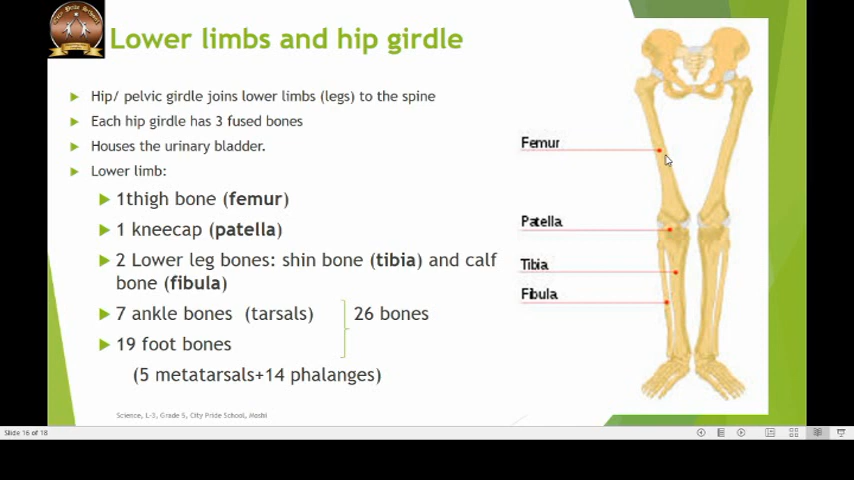 Lower limbs and hip girdle
Hip/ pelvic girdle joins lower limbs (legs) to the spine
Each hip girdle has 3 fused bones
Houses the urinary bladder.
Lower limb:
1thigh bone (femur)
1 kneecap (patella)
2 Lower leg bones: shin bone (tibia) and calf
bone (fibula)
7 ankle bones (tarsals) 26 bones
19 foot bones
(5 metatarsals+14 phalanges)
Femur
Patella
Tibia
Fibula
Science, L-3, Grade 5, City Pride School, Moshi
Slide 16 of 18